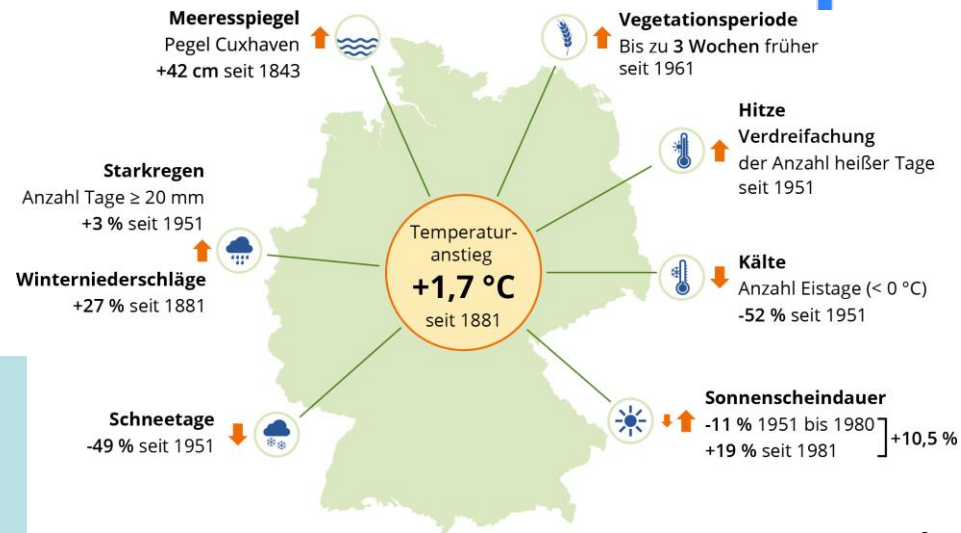 Meeresspiegel
Pegel Cuxhaven
+42 cm seit 1843
Vegetationsperiode
Bis zu 3 Wochen früher
seit 1961
Hitze
Verdreifachung
der Anzahl heißer Tage
seit 1951
Starkregen
Anzahl Tage ≥ 20 mm
+3 % seit 1951
Winterniederschläge
+27 % seit 1881
Temperatur-
anstieg
+1,7 °C
seit 1881
Kälte
Anzahl Eistage (< 0 °C)
-52 % seit 1951
Schneetage
-49 % seit 1951
Sonnenscheindauer
-11 % 1951 bis 1980
+19 % seit 1981
+10,5 %